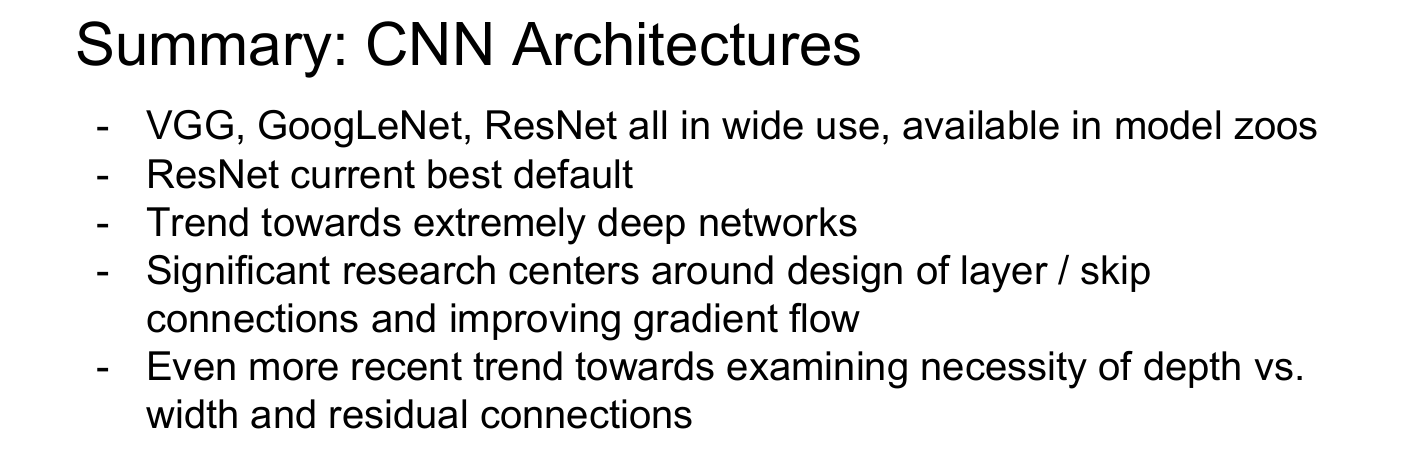 Summary: CNN Architectures
- VGG, GoogLeNet, ResNet all in wide use, available in model zoos
- ResNet current best default
- Trend towards extremely deep networks
- Significant research centers around design of layer / skip
connections and improving gradient flow
- Even more recent trend towards examining necessity of depth vs.
width and residual connections